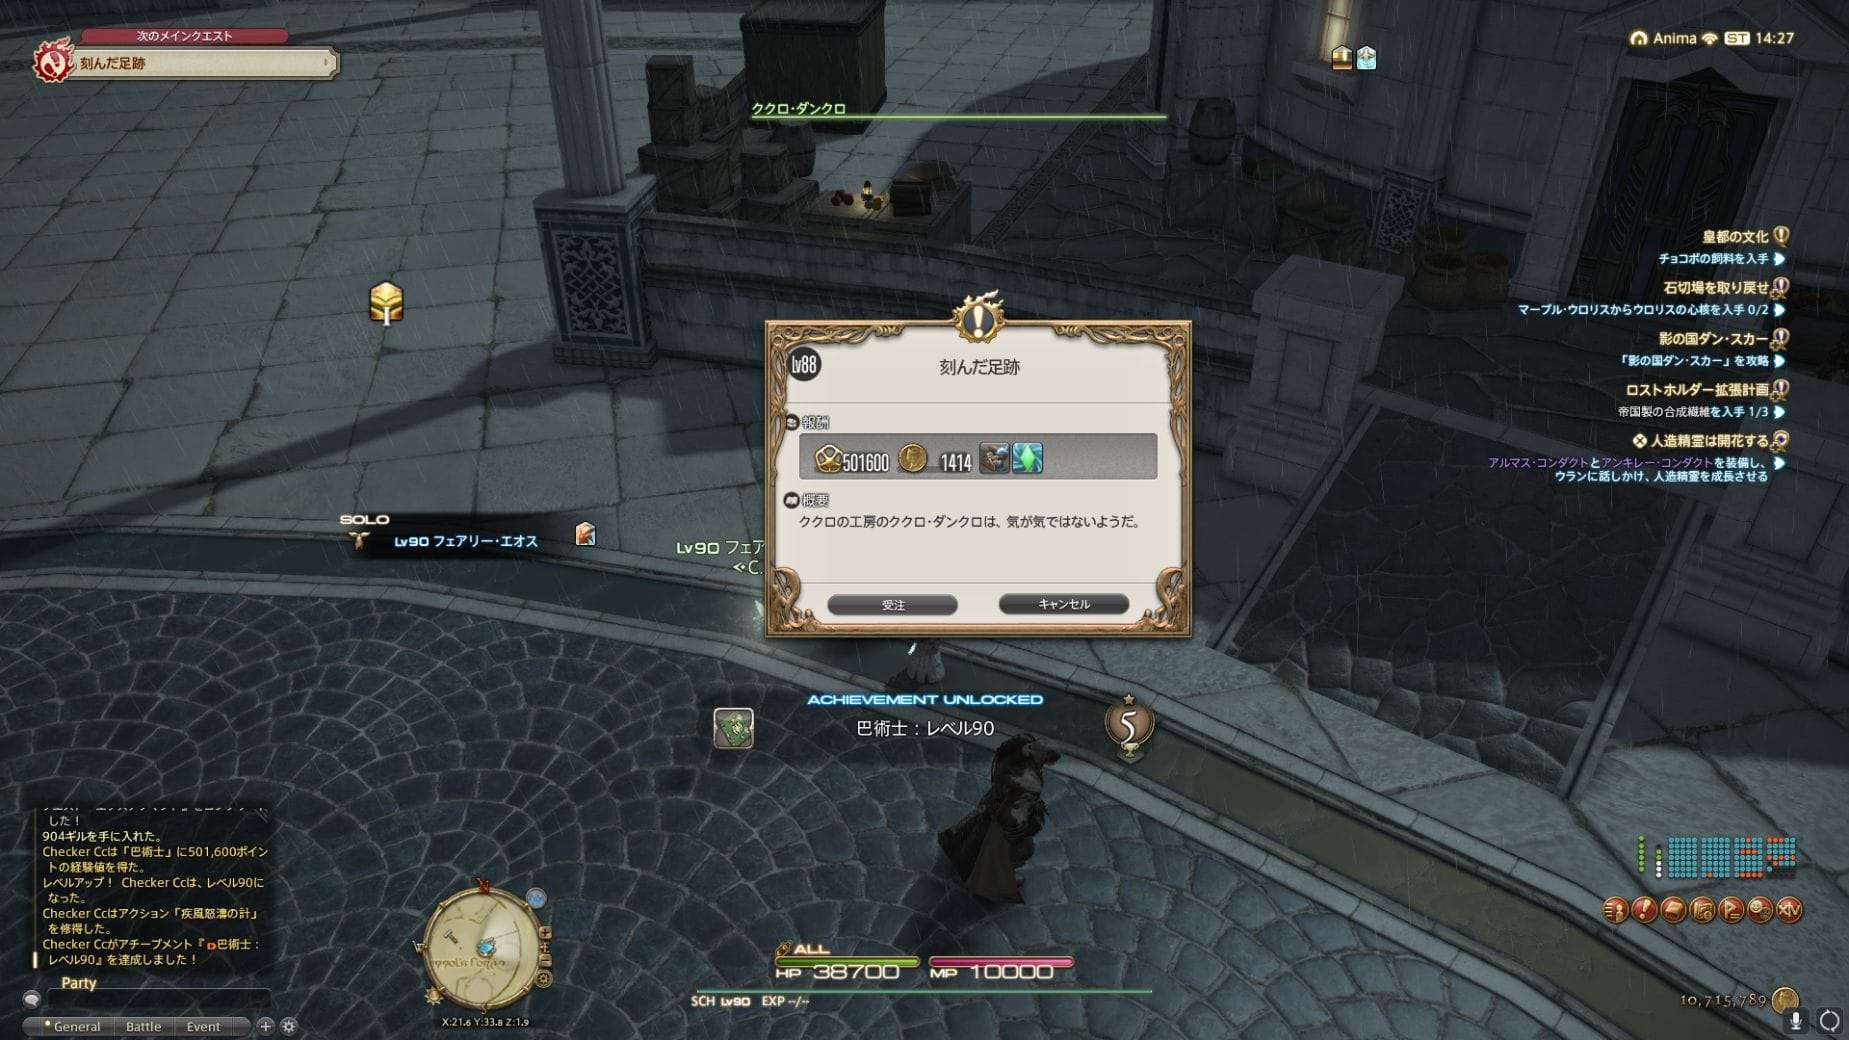 次のメインクエスト
刻んだ足跡
Anima ST 14:27
ククロ・ダンクロ
皇都の文化
チョコボの飼料を入手
石切場を取り戻せ
マーブル・ウロリスからウロリスの心核を入手 0/2
影の国ダン・スカー
「影の国ダン・スカー」を攻略
ロストホルダー拡張計画
帝国製の合成繊維を入手 1/3
人造精霊は開花する
アルマス・コンダクトとアンキレー・コンダクトを装備し、
ウランに話しかけ、人造精霊を成長させる
Lv88
刻んだ足跡
報酬
501600 1414
概要
ククロの工房のククロ・ダンクロは、気が気ではないようだ。
受注 キャンセル
SOLO
Lv90 フェアリー・エオス
Lv90 フェア
ACHIEVEMENT UNLOCKED
巴術士：レベル90
5
した！
904ギルを手に入れた。
Checker Ccは「巴術士」に501,600ポイン
トの経験値を得た。
レベルアップ！ Checker Ccは、レベル90に
なった。
Checker Ccはアクション「疾風怒濤の計」
を修得した。
Checker Ccがアチーブメント『巴術士：
レベル90』を達成しました！
Party
General Battle Event
X:21.6 Y:33.8 Z:1.9
ALL
HP 38700 MP 10000
SCH Lv90 EXP --/--
XIV
10,715,789